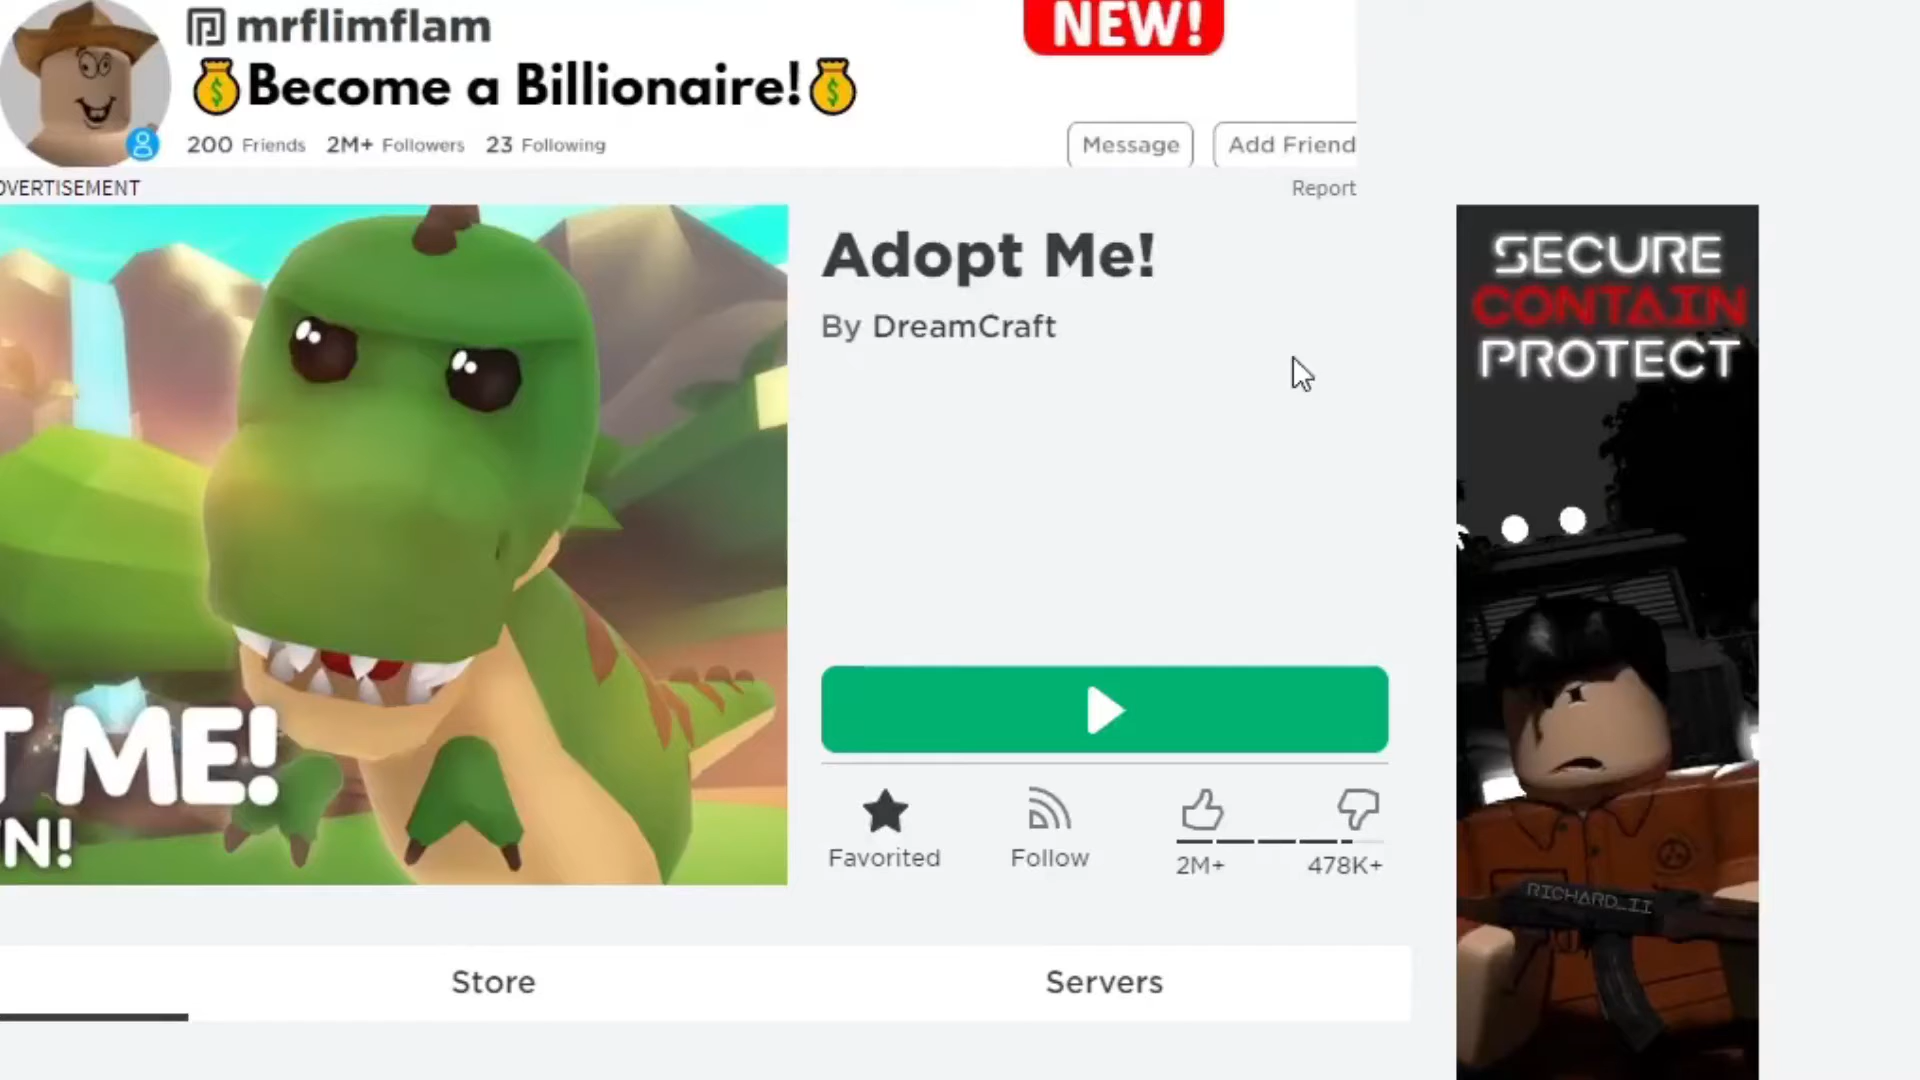 mrflimflam
NEW!
Become a Billionaire!
200 Friends 2M+ Followers 23 Following
Message
Add Friend
DVERTISEMENT
Report
Adopt Me!
By DreamCraft
SECURE
CONTAIN
PROTECT
T ME!
N!
Favorited
Follow
2M+
478K+
RICHARD_II
Store
Servers